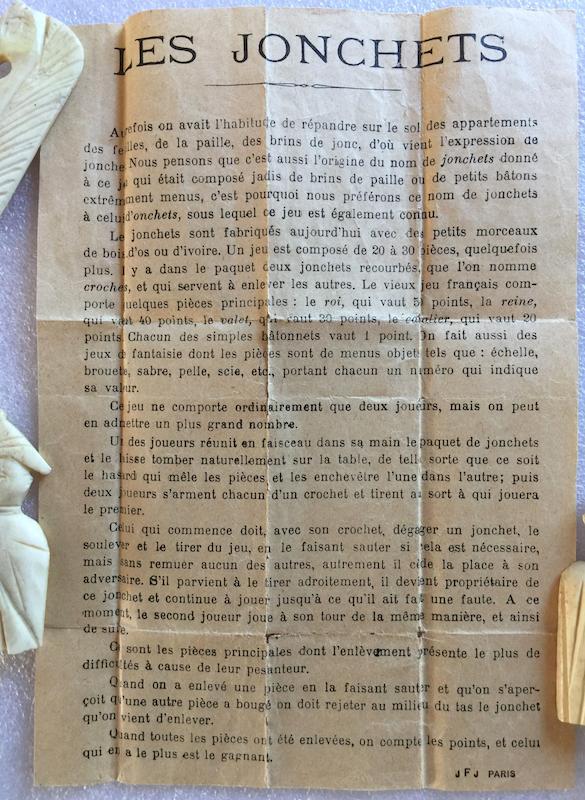 LES JONCHETS
Autrefois on avait l'habitude de répandre sur le sol des appartements
des feuilles, de la paille, des brins de jonc, d'où vient l'expression de
jonchets. Nous pensons que c'est aussi l'origine du nom de jonchets donné
à ce jeu qui était composé jadis de brins de paille ou de petits bâtons
extrêmement menus, c'est pourquoi nous préférons ce nom de jonchets
à celui d'onchets, sous lequel ce jeu est également connu.
Les jonchets sont fabriqués aujourd'hui avec des petits morceaux
de bois, d'os ou d'ivoire. Un jeu est composé de 20 à 30 pièces, quelquefois
plus. Il y a dans le paquet deux jonchets recourbés, que l'on nomme
crochets, et qui servent à enlever les autres. Le vieux jeu français com-
porte quelques pièces principales : le roi, qui vaut 50 points, la reine,
qui vaut 40 points, le valet, qui vaut 30 points, le cavalier, qui vaut 20
points. Chacun des simples bâtonnets vaut 1 point. On fait aussi des
jeux de fantaisie dont les pièces sont de menus objets tels que : échelle,
brouette, sabre, pelle, scie, etc., portant chacun un numéro qui indique
sa valeur.
Ce jeu ne comporte ordinairement que deux joueurs, mais on peut
en admettre un plus grand nombre.
Un des joueurs réunit en faisceau dans sa main le paquet de jonchets
et le laisse tomber naturellement sur la table, de telle sorte que ce soit
le hasard qui mêle les pièces et les enchevêtre l'une dans l'autre; puis
deux joueurs s'arment chacun d'un crochet et tirent au sort à qui jouera
le premier.
Celui qui commence doit, avec son crochet, dégager un jonchet, le
soulever et le tirer du jeu, en le faisant sauter si cela est nécessaire,
mais sans remuer aucun des autres, autrement il cède la place à son
adversaire. S'il parvient à le tirer adroitement, il devient propriétaire de
ce jonchet et continue à jouer jusqu'à ce qu'il ait fait une faute. A ce
moment, le second joueur joue à son tour de la même manière, et ainsi
de suite.
Ce sont les pièces principales dont l'enlèvement présente le plus de
difficultés à cause de leur pesanteur.
Quand on a enlevé une pièce en la faisant sauter et qu'on s'aper-
çoit qu'une autre pièce a bougé on doit rejeter au milieu du tas le jonchet
qu'on vient d'enlever.
Quand toutes les pièces ont été enlevées, on compte les points, et celui
qui en a le plus est le gagnant.
JFJ PARIS